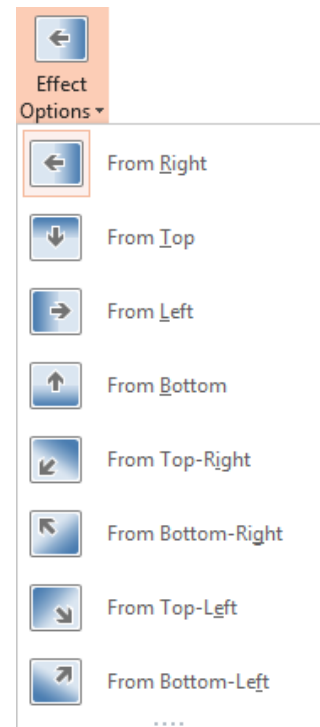 Effect
Options
From Right
From Top
From Left
From Bottom
From Top-Right
From Bottom-Right
From Top-Left
From Bottom-Left